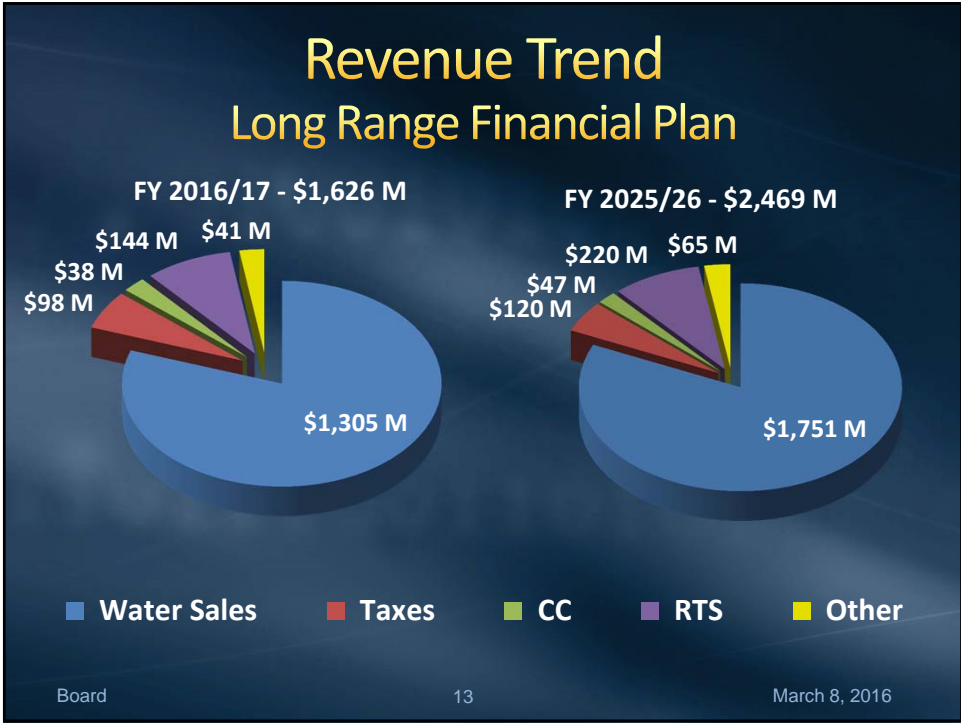 Revenue Trend
Long Range Financial Plan
FY 2016/17 - $1,626 M
$41 M
$144 M
$38 M
$98 M
$1,305 M
FY 2025/26 - $2,469 M
$65 M
$220 M
$47 M
$120 M
$1,751 M
Water Sales
Taxes
CC
RTS
Other
Board
13
March 8, 2016